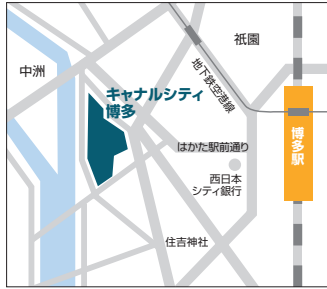 祇園
中洲
地下鉄空港線
キャナルシティ
博多
はかた駅前通り
博多駅
西日本
シティ銀行
住吉神社